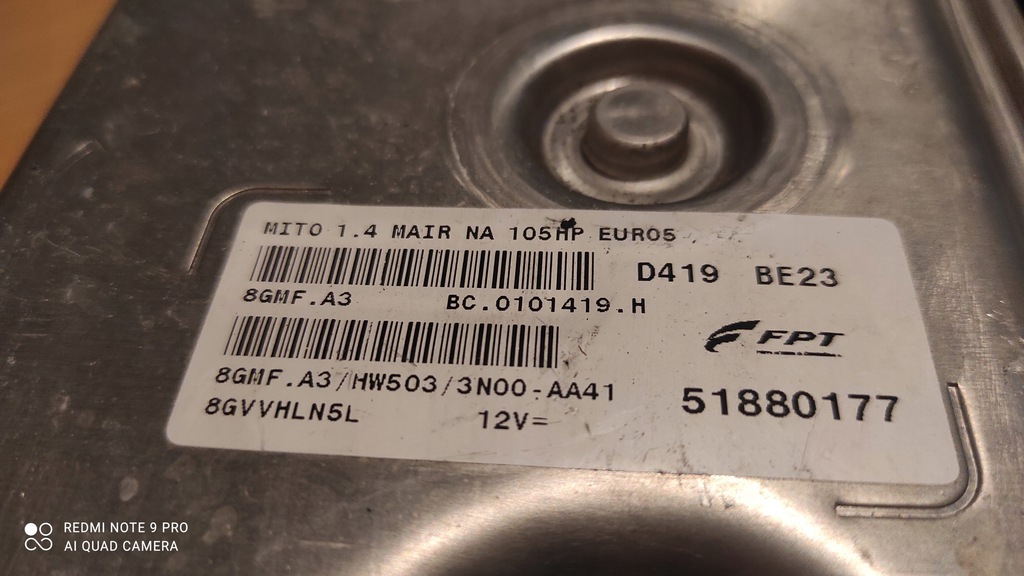 MITO 1.4 MAIR NA 105HP EURO5
D419 BE23
8GMF.A3 BC.0101419.H
FPT
8GMF.A3/HW503/3N00-AA41
51880177
8GVVHLN5L 12V=
REDMI NOTE 9 PRO
AI QUAD CAMERA